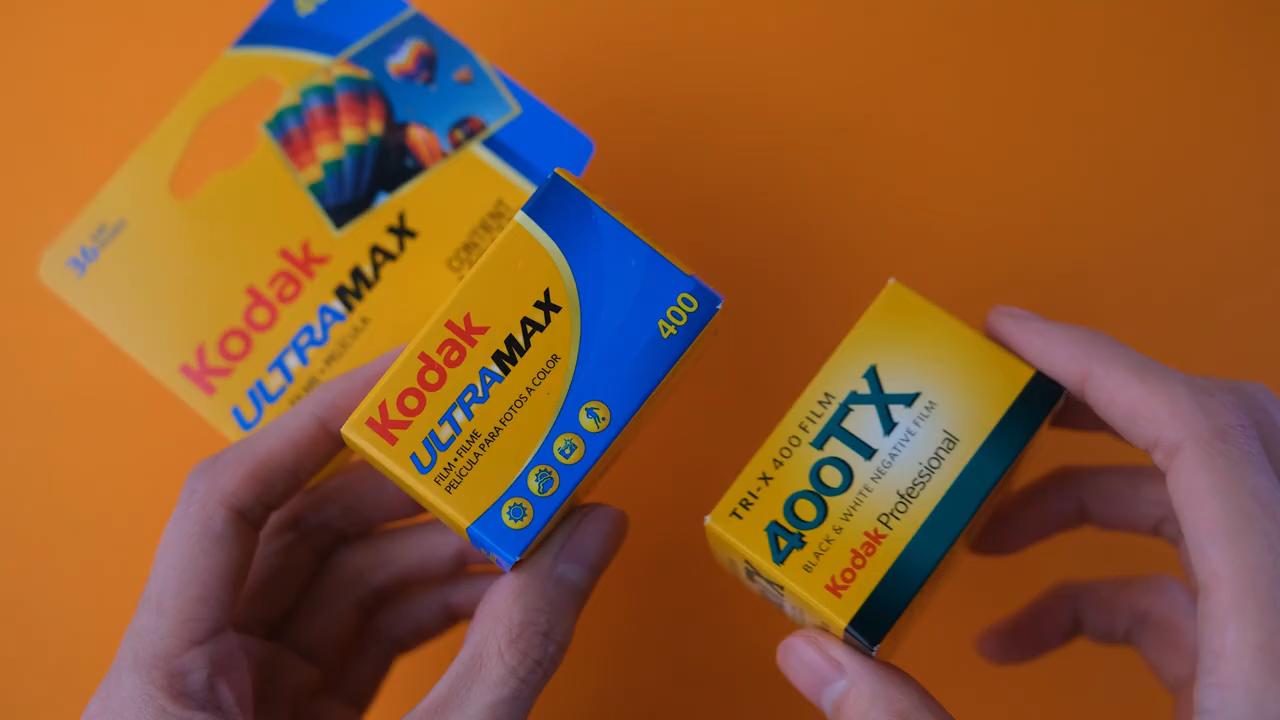 36
Kodak
ULTRAMAX
CONTIENT
400
Kodak
ULTRAMAX
FILM • FILME
PELÍCULA PARA FOTOS A COLOR
TRI-X 400 FILM
400TX
BLACK & WHITE NEGATIVE FILM
Kodak Professional